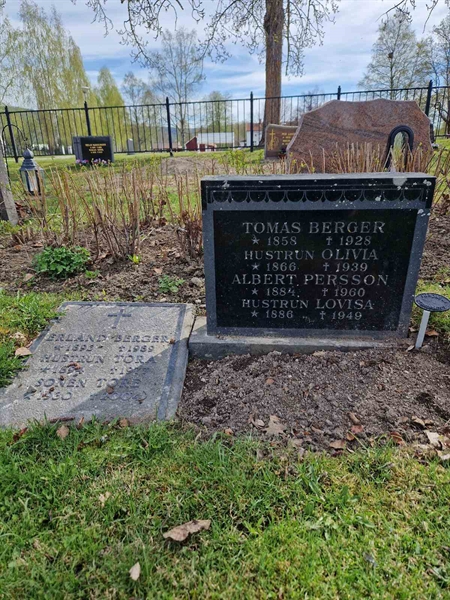 TOMAS BERGER
★ 1858 ✝ 1928
HUSTRUN OLIVIA
★ 1866 ✝ 1939
ALBERT PERSSON
★ 1884 ✝ 1960
HUSTRUN LOVISA
★ 1886 ✝ 1949
ERLAND BERGER
HUSTRUN
SONEN TORE